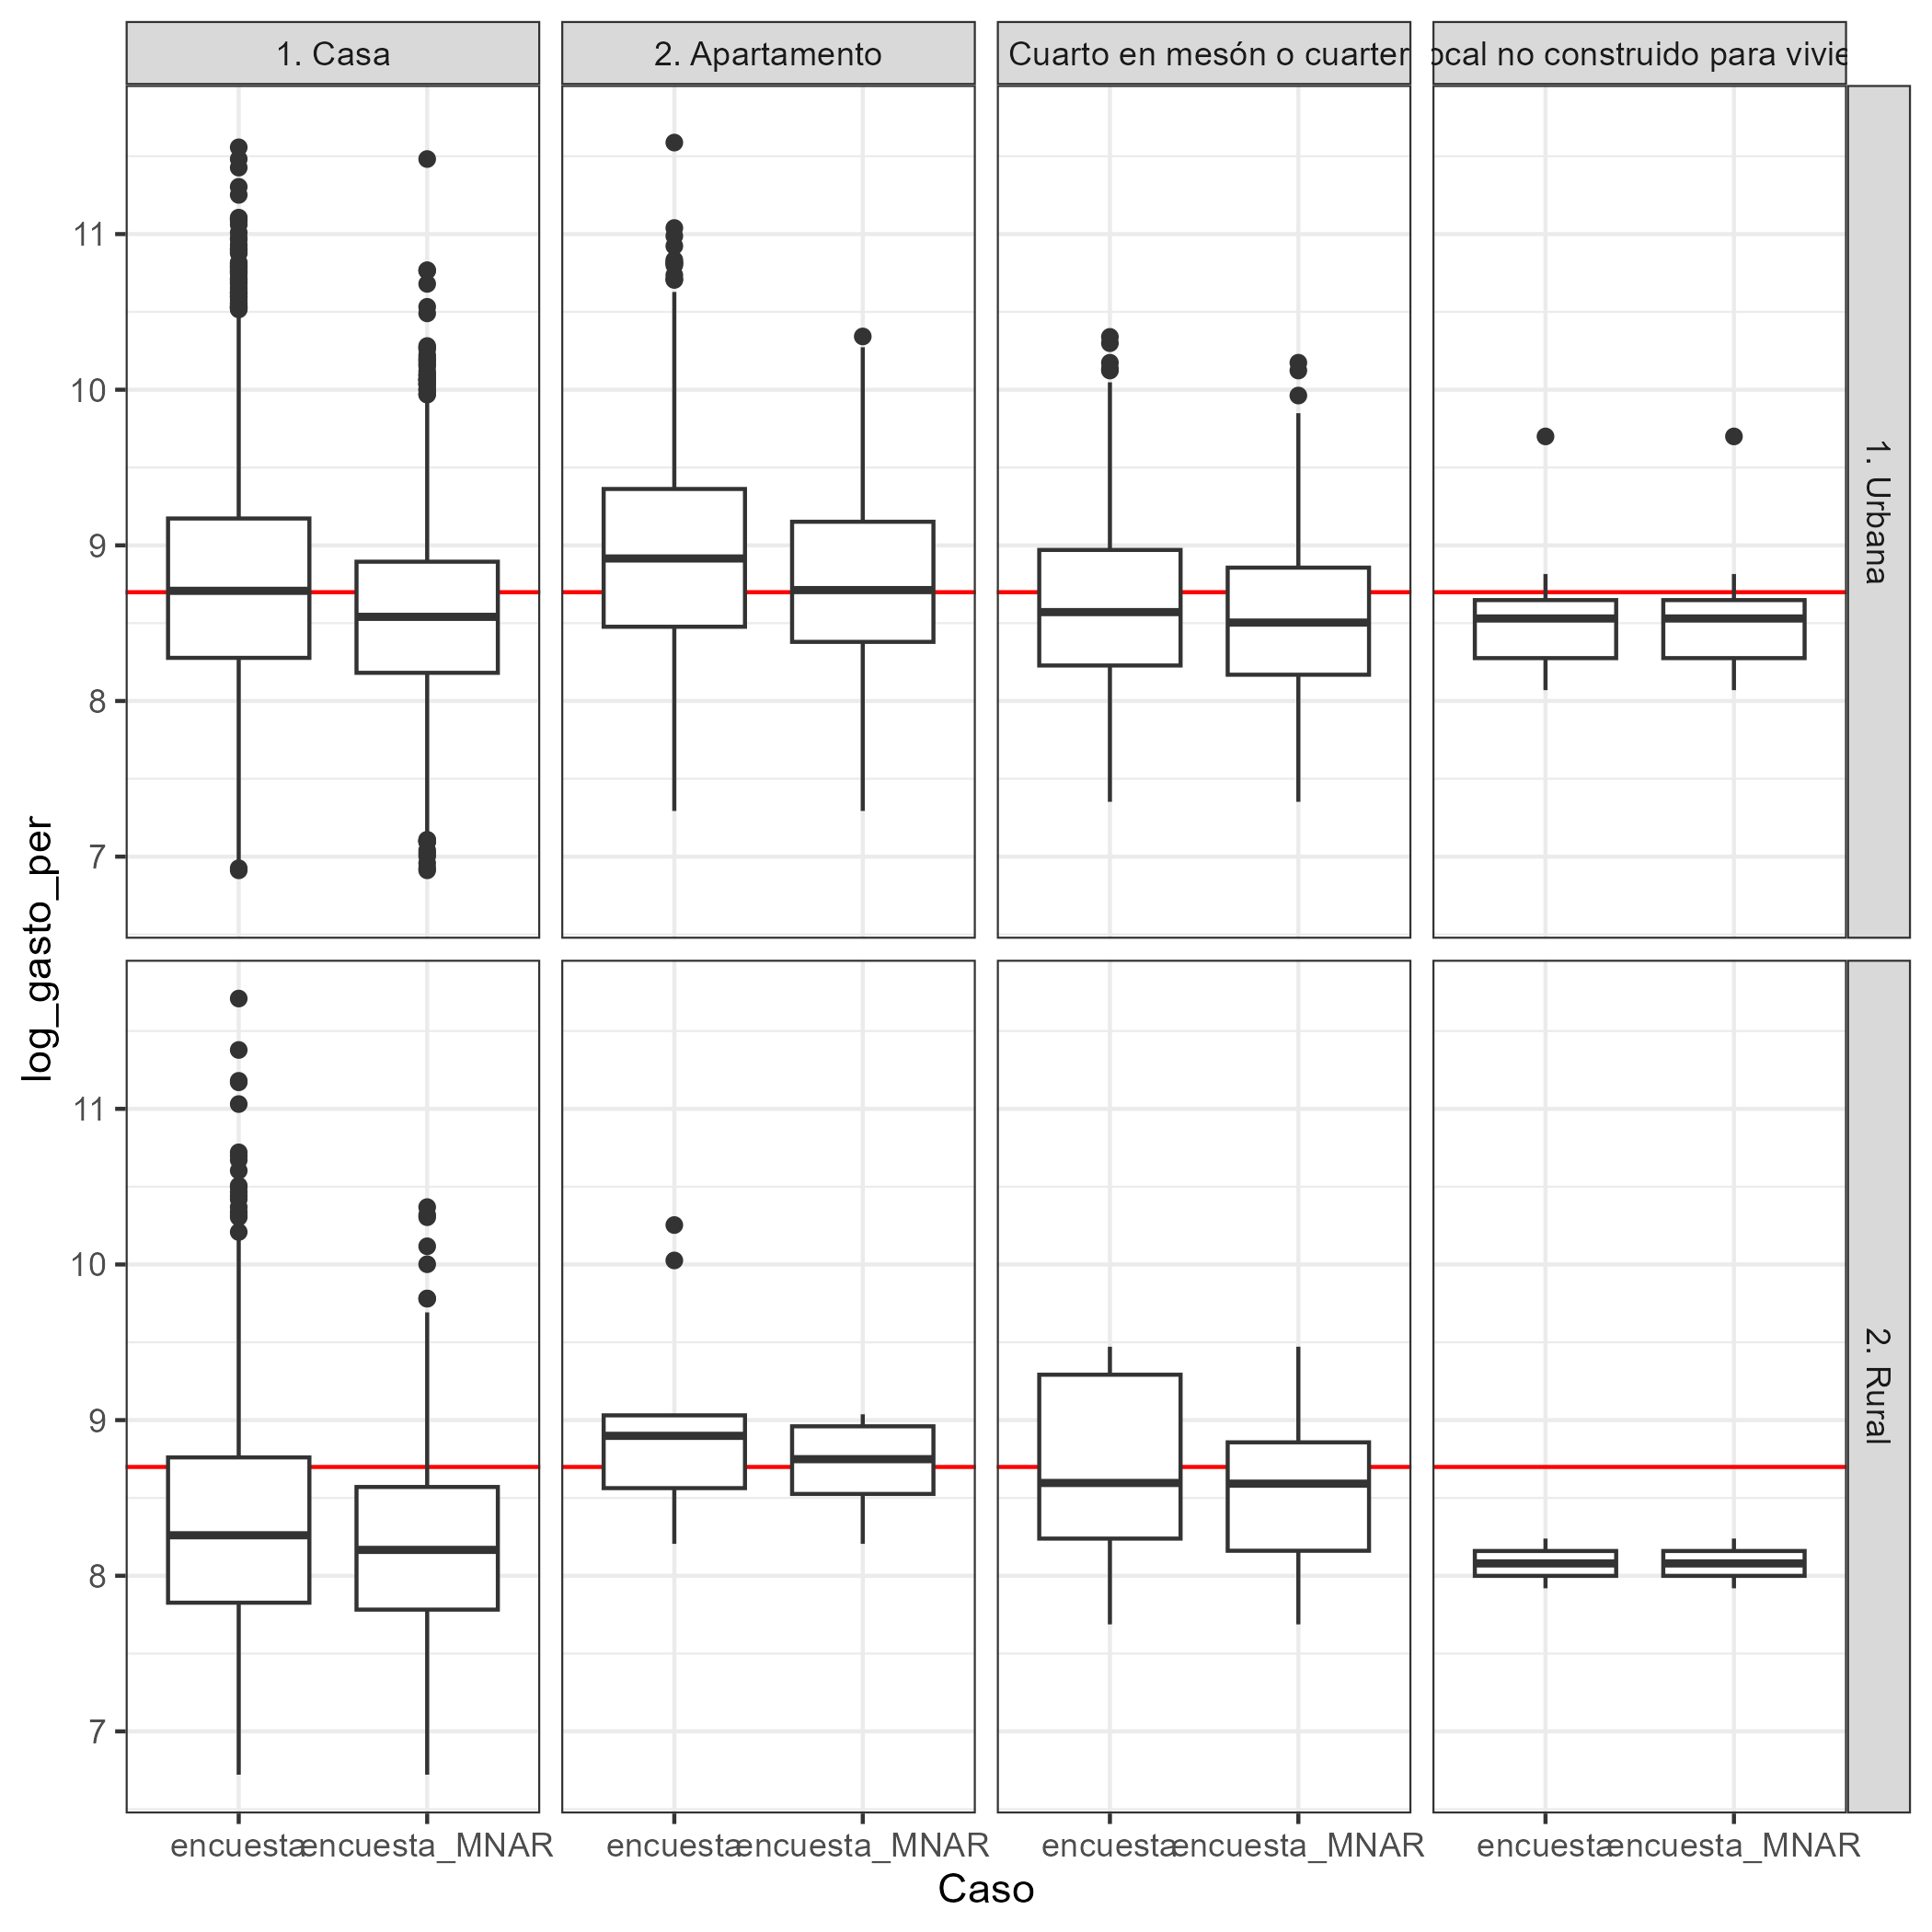 1. Casa
2. Apartamento
Cuarto en mesón o cuarter
ocal no construido para vivie
11
10
9
8
7
1. Urbana
log_gasto_per
11
10
9
8
7
2. Rural
encuesta encuesta_MNAR
encuesta encuesta_MNAR
encuesta encuesta_MNAR
encuesta encuesta_MNAR
Caso